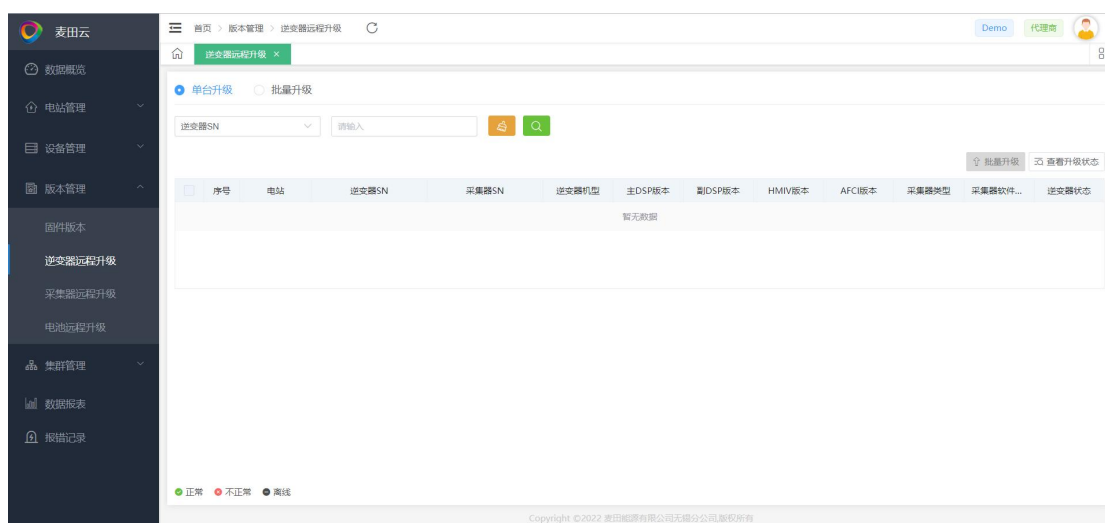 麦田云
首页 > 版本管理 > 逆变器远程升级
Demo 代理商
逆变器远程升级 ×
数据概览
电站管理
设备管理
版本管理
固件版本
逆变器远程升级
采集器远程升级
电池远程升级
集群管理
数据报表
报错记录
单台升级 批量升级
逆变器SN 请输入
批量升级 查看升级状态
序号 电站 逆变器SN 采集器SN 逆变器机型 主DSP版本 副DSP版本 HMIV版本 AFCI版本 采集器类型 采集器软件... 逆变器状态
暂无数据
正常 不正常 离线
Copyright ©2022 麦田能源有限公司无锡分公司.版权所有